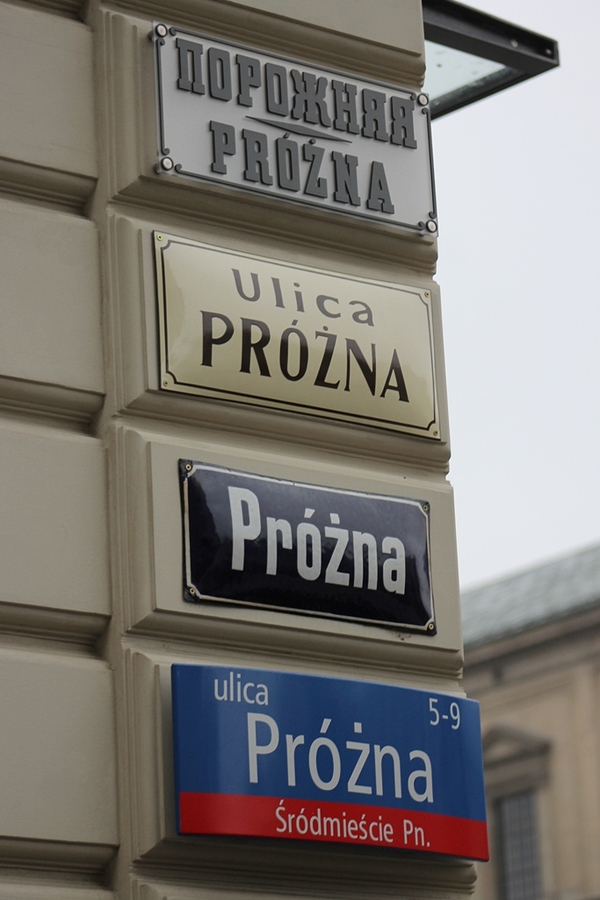 ПОРОЖНЯЯ
PRÓŻNA
Ulica
PRÓŻNA
Próżna
ulica 5-9
Próżna
Śródmieście Pn.